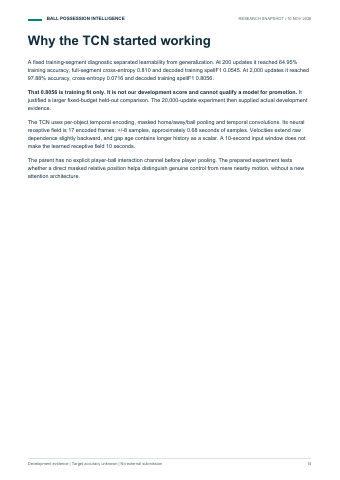 BALL POSSESSION INTELLIGENCE
RESEARCH SNAPSHOT / 10 NOV 2026
Why the TCN started working
A fixed training-segment diagnostic separated learnability from generalization. At 200 updates it reached 64.95%
training accuracy, full-segment cross-entropy 0.810 and decoded training spellF1 0.0545. At 2,000 updates it reached
97.88% accuracy, cross-entropy 0.0716 and decoded training spellF1 0.8056.
That 0.8056 is training fit only. It is not our development score and cannot qualify a model for promotion. It
justified a larger fixed-budget held-out comparison. The 20,000-update experiment then supplied actual development
evidence.
The TCN uses per-object temporal encoding, masked home/away/ball pooling and temporal convolutions. Its neural
receptive field is 17 encoded frames: +/-8 samples, approximately 0.68 seconds of samples. Velocities extend raw
dependence slightly backward, and gap age contains longer history as a scalar. A 10-second input window does not
make the learned receptive field 10 seconds.
The parent has no explicit player-ball interaction channel before player pooling. The prepared experiment tests
whether a direct masked relative position helps distinguish genuine control from mere nearby motion, without a new
attention architecture.
Development evidence | Target accuracy unknown | No external submission